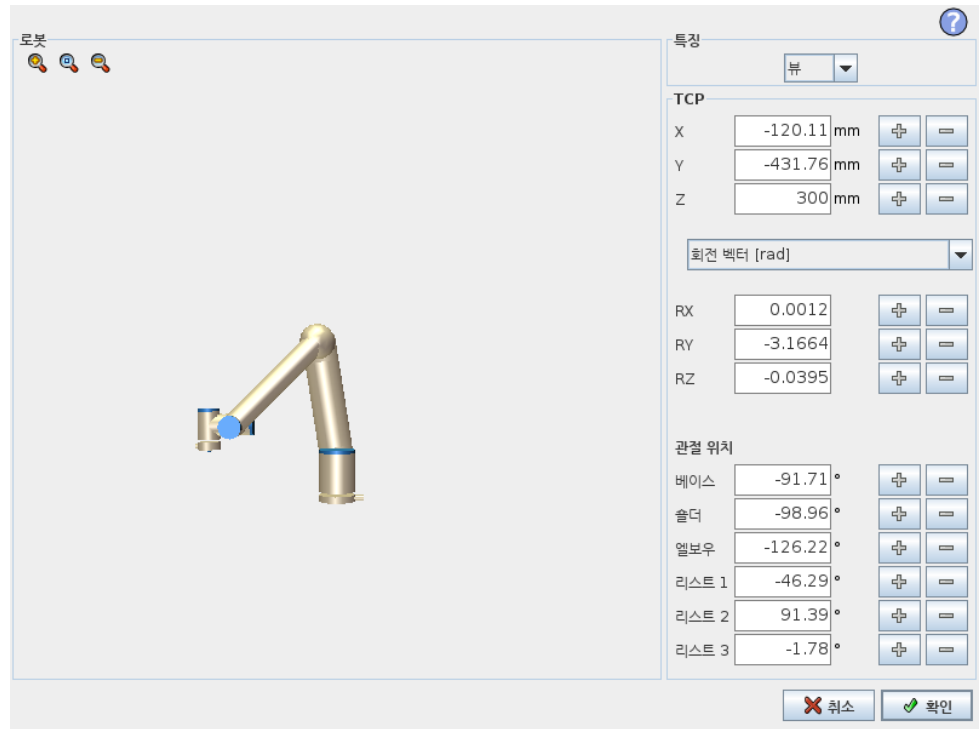 ?
로봇
특징
뷰
TCP
X -120.11 mm
Y -431.76 mm
Z 300 mm
회전 벡터 [rad]
RX 0.0012
RY -3.1664
RZ -0.0395
관절 위치
베이스 -91.71 °
숄더 -98.96 °
엘보우 -126.22 °
리스트 1 -46.29 °
리스트 2 91.39 °
리스트 3 -1.78 °
취소 확인